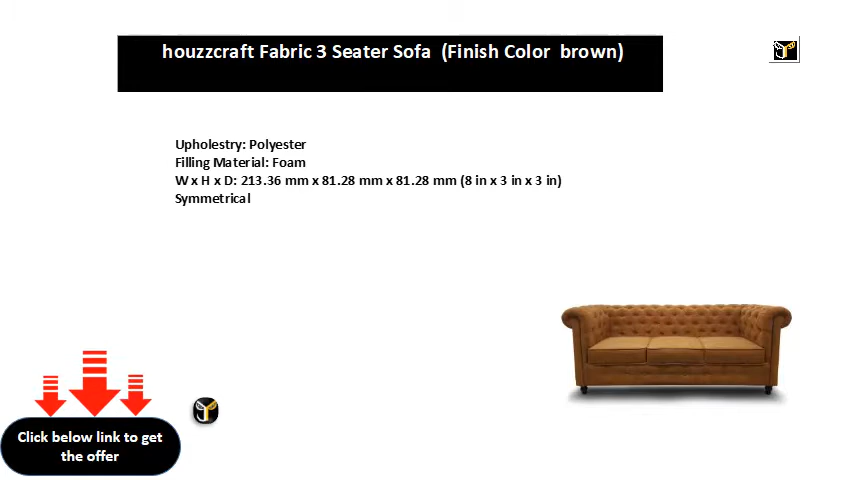 houzzcraft Fabric 3 Seater Sofa  (Finish Color  brown)
Upholestry: Polyester
Filling Material: Foam
W x H x D: 213.36 mm x 81.28 mm x 81.28 mm (8 in x 3 in x 3 in)
Symmetrical
Click below link to get
the offer